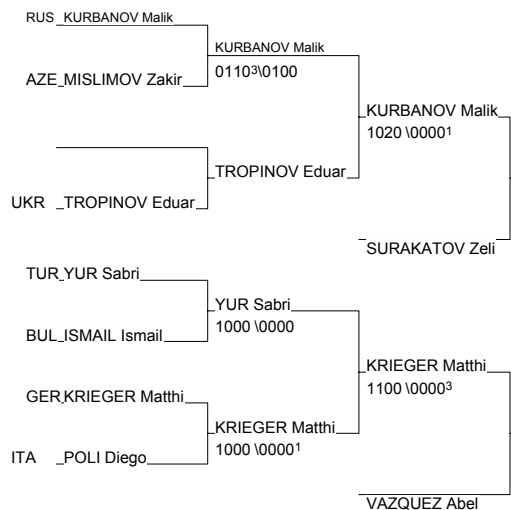 RUS KURBANOV Malik
KURBANOV Malik
0110³\0100
AZE MISLIMOV Zakir
KURBANOV Malik
1020 \0000¹
TROPINOV Eduar
UKR TROPINOV Eduar
SURAKATOV Zeli
TUR YUR Sabri
YUR Sabri
1000 \0000
BUL ISMAIL Ismail
KRIEGER Matthi
1100 \0000³
GER KRIEGER Matthi
KRIEGER Matthi
1000 \0000¹
ITA POLI Diego
VAZQUEZ Abel